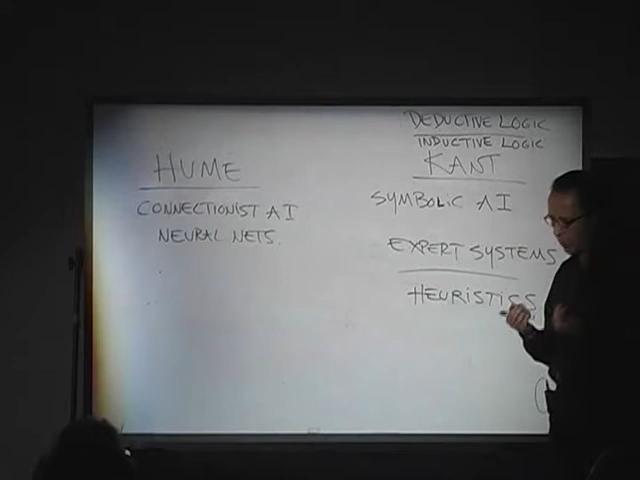 HUME
CONNECTIONIST AI
NEURAL NETS.
DEDUCTIVE LOGIC
INDUCTIVE LOGIC
KANT
SYMBOLIC AI
EXPERT SYSTEMS
HEURISTICS